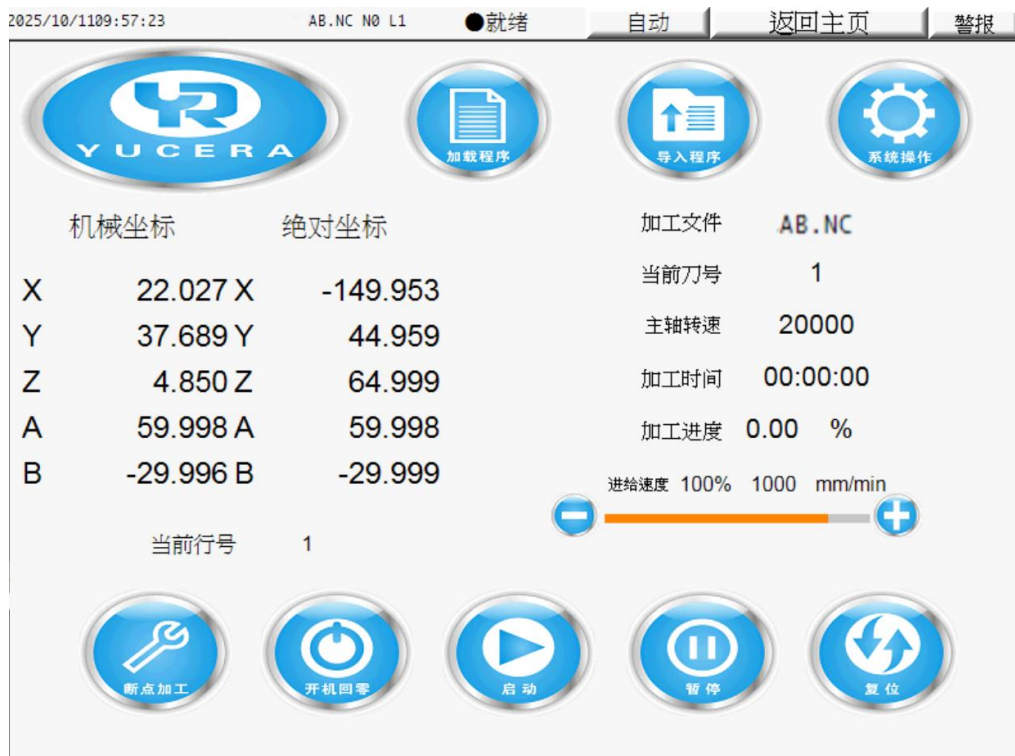 2025/10/1109:57:23 AB.NC N0 L1 ●就绪 自动 返回主页 警报
YUCERA 加载程序 导入程序 系统操作
机械坐标 绝对坐标
加工文件 AB.NC
当前刀号 1
X 22.027 X -149.953
主轴转速 20000
Y 37.689 Y 44.959
加工时间 00:00:00
Z 4.850 Z 64.999
加工进度 0.00 %
A 59.998 A 59.998
B -29.996 B -29.999
进给速度 100% 1000 mm/min
当前行号 1
断点加工 开机回零 启动 暂停 复位